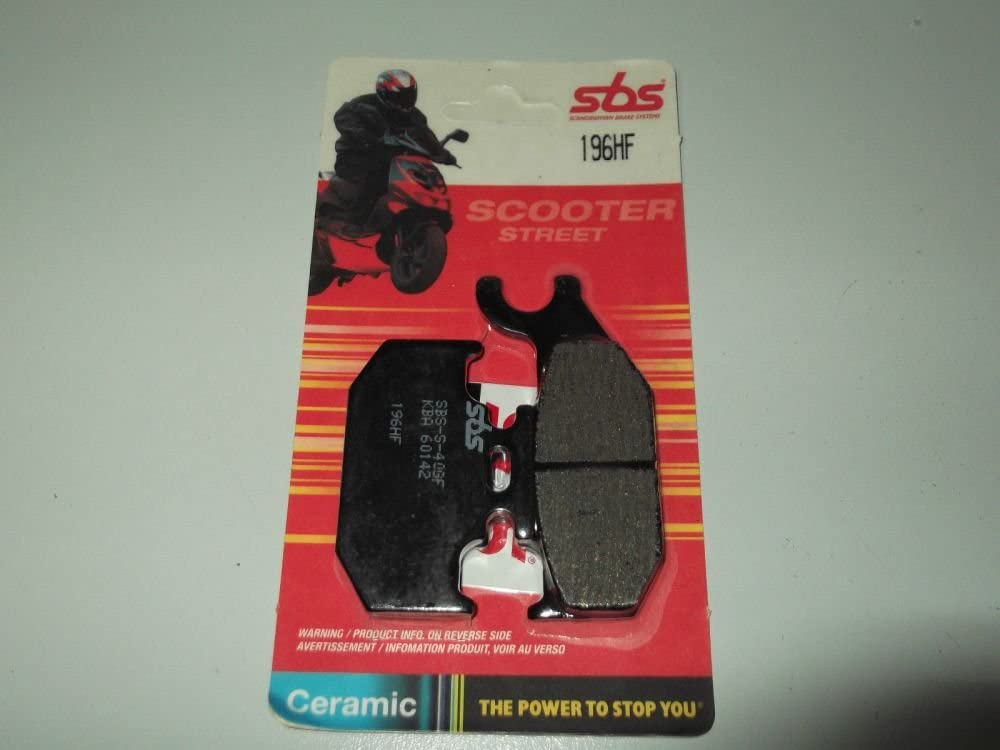 sbs
SCANDINAVIAN BRAKE SYSTEMS
196HF
SCOOTER
STREET
sbs
SBS-S-40GF
KBA 60142
196HF
WARNING / PRODUCT INFO. ON REVERSE SIDE
AVERTISSEMENT / INFOMATION PRODUIT, VOIR AU VERSO
Ceramic
THE POWER TO STOP YOU®